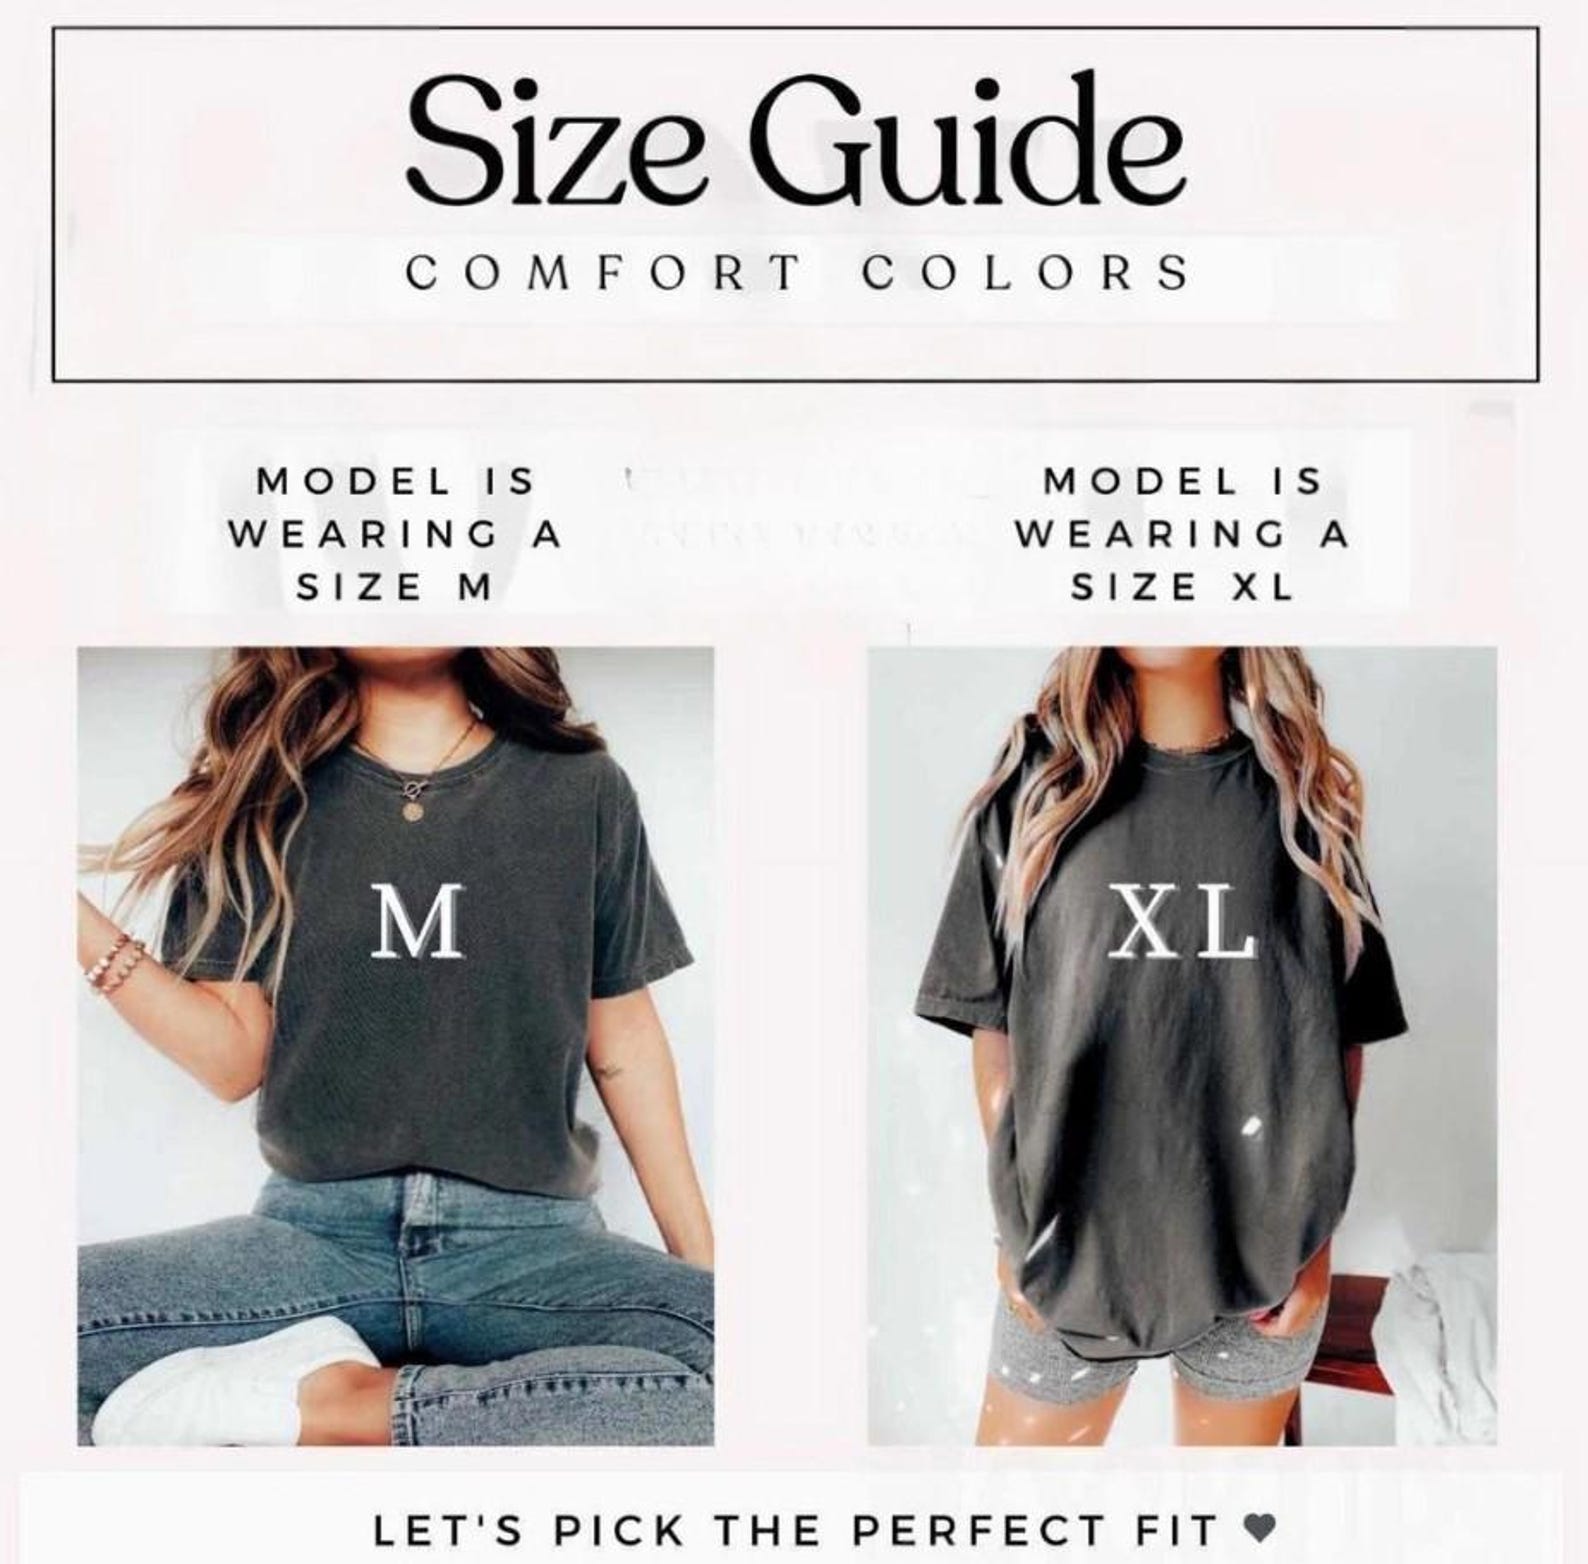 Size Guide
COMFORT COLORS
MODEL IS
WEARING A
SIZE M
MODEL IS
WEARING A
SIZE XL
M
XL
LET'S PICK THE PERFECT FIT ♥